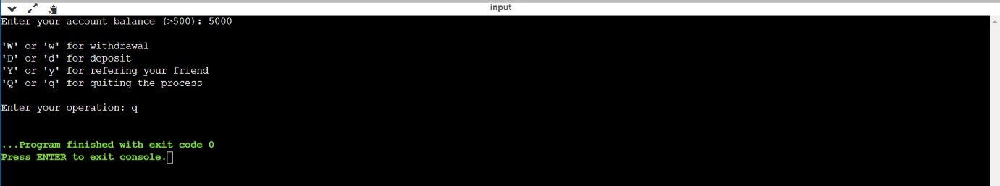 input
Enter your account balance (>500): 5000
'W' or 'w' for withdrawal
'D' or 'd' for deposit
'Y' or 'y' for refering your friend
'Q' or 'q' for quiting the process
Enter your operation: q
...Program finished with exit code 0
Press ENTER to exit console.